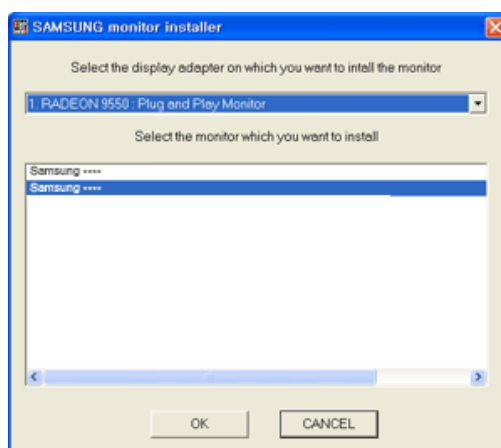 SAMSUNG monitor installer
Select the display adapter on which you want to intall the monitor
1. RADEON 9550 : Plug and Play Monitor
Select the monitor which you want to install
Samsung ****
Samsung ****
OK
CANCEL